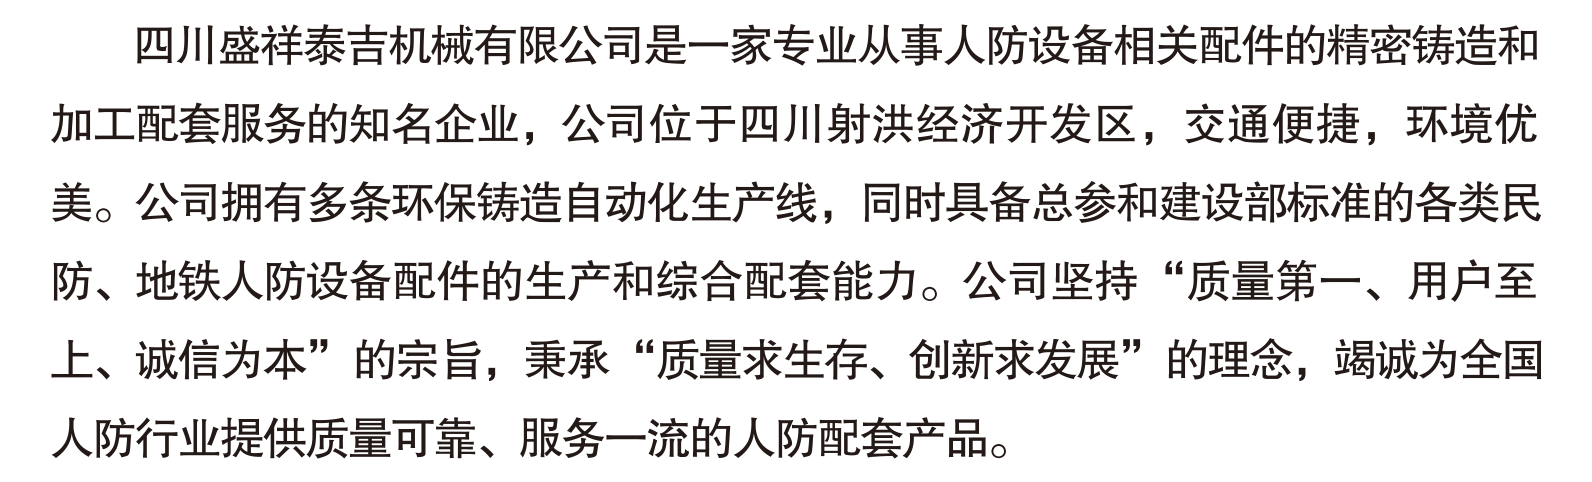 四川盛祥泰吉机械有限公司是一家专业从事人防设备相关配件的精密铸造和
加工配套服务的知名企业，公司位于四川射洪经济开发区，交通便捷，环境优
美。公司拥有多条环保铸造自动化生产线，同时具备总参和建设部标准的各类民
防、地铁人防设备配件的生产和综合配套能力。公司坚持“质量第一、用户至
上、诚信为本”的宗旨，秉承“质量求生存、创新求发展”的理念，竭诚为全国
人防行业提供质量可靠、服务一流的人防配套产品。